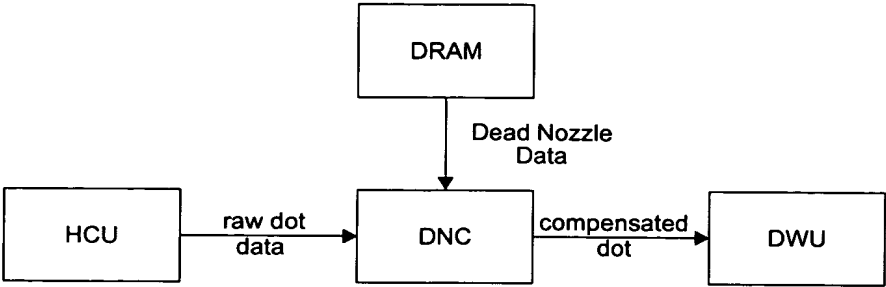 DRAM
Dead Nozzle
Data
HCU
raw dot
data
DNC
compensated
dot
DWU